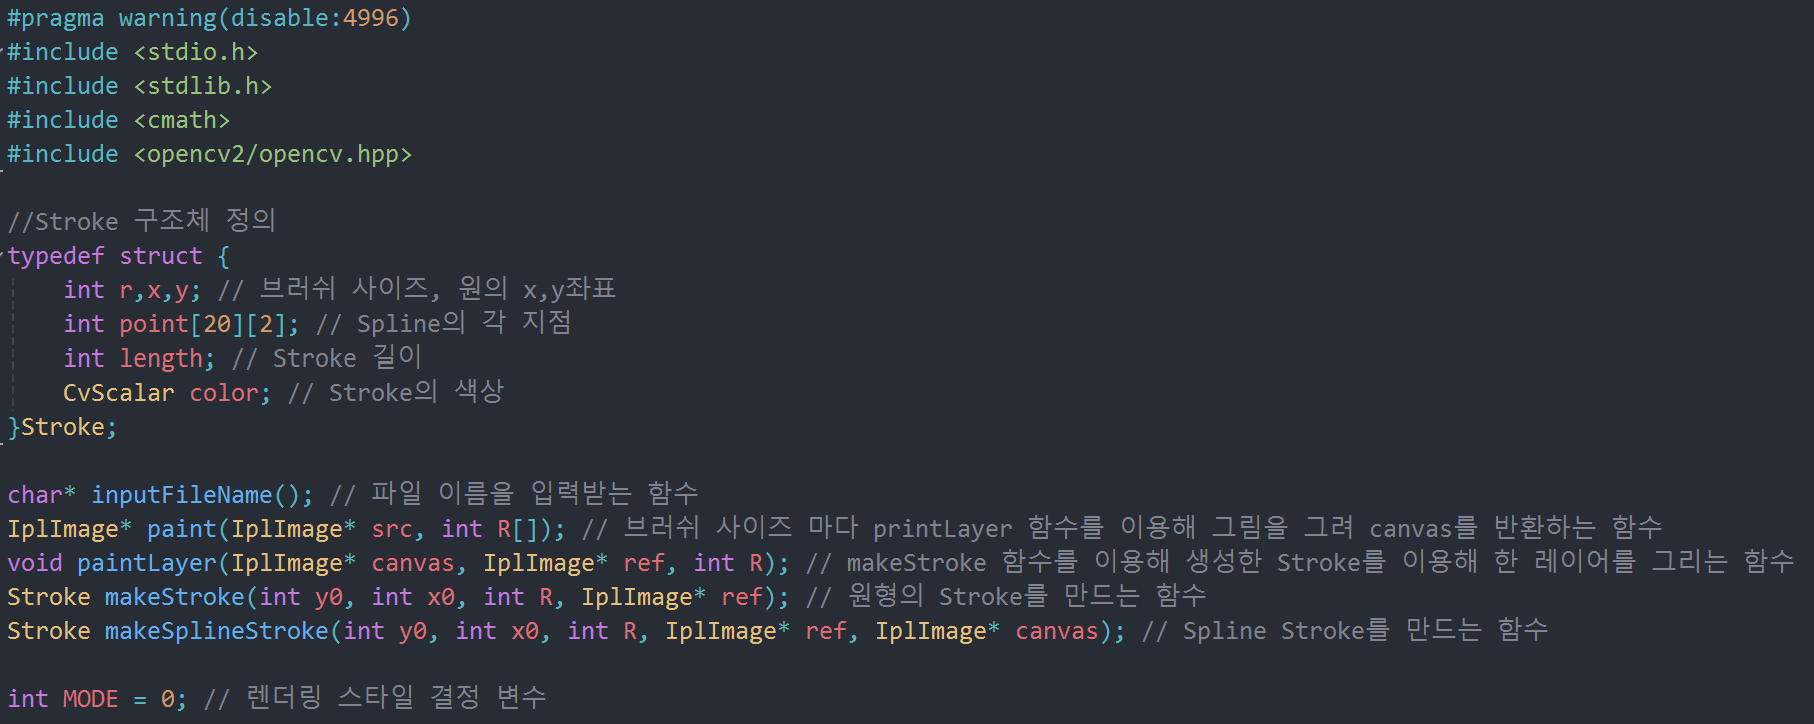 #pragma warning(disable:4996)
#include <stdio.h>
#include <stdlib.h>
#include <cmath>
#include <opencv2/opencv.hpp>
//Stroke 구조체 정의
typedef struct {
int r,x,y; // 브러쉬 사이즈, 원의 x,y좌표
int point[20][2]; // Spline의 각 지점
int length; // Stroke 길이
CvScalar color; // Stroke의 색상
}Stroke;
char* inputFileName(); // 파일 이름을 입력받는 함수
IplImage* paint(IplImage* src, int R[]); // 브러쉬 사이즈 마다 printLayer 함수를 이용해 그림을 그려 canvas를 반환하는 함수
void paintLayer(IplImage* canvas, IplImage* ref, int R); // makeStroke 함수를 이용해 생성한 Stroke를 이용해 한 레이어를 그리는 함수
Stroke makeStroke(int y0, int x0, int R, IplImage* ref); // 원형의 Stroke를 만드는 함수
Stroke makeSplineStroke(int y0, int x0, int R, IplImage* ref, IplImage* canvas); // Spline Stroke를 만드는 함수
int MODE = 0; // 렌더링 스타일 결정 변수